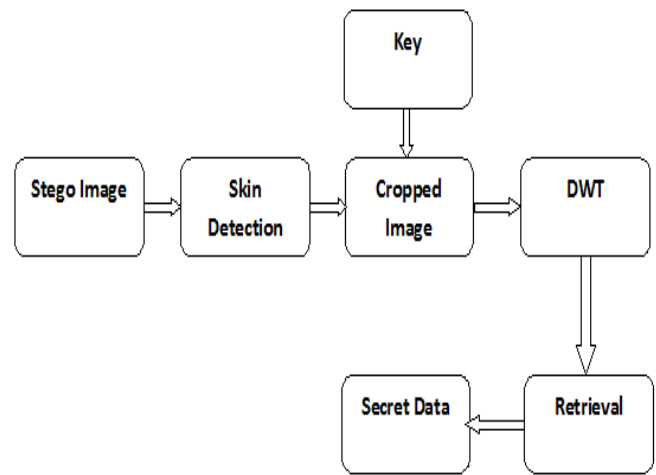 Key
Stego Image
Skin
Detection
Cropped
Image
DWT
Secret Data
Retrieval